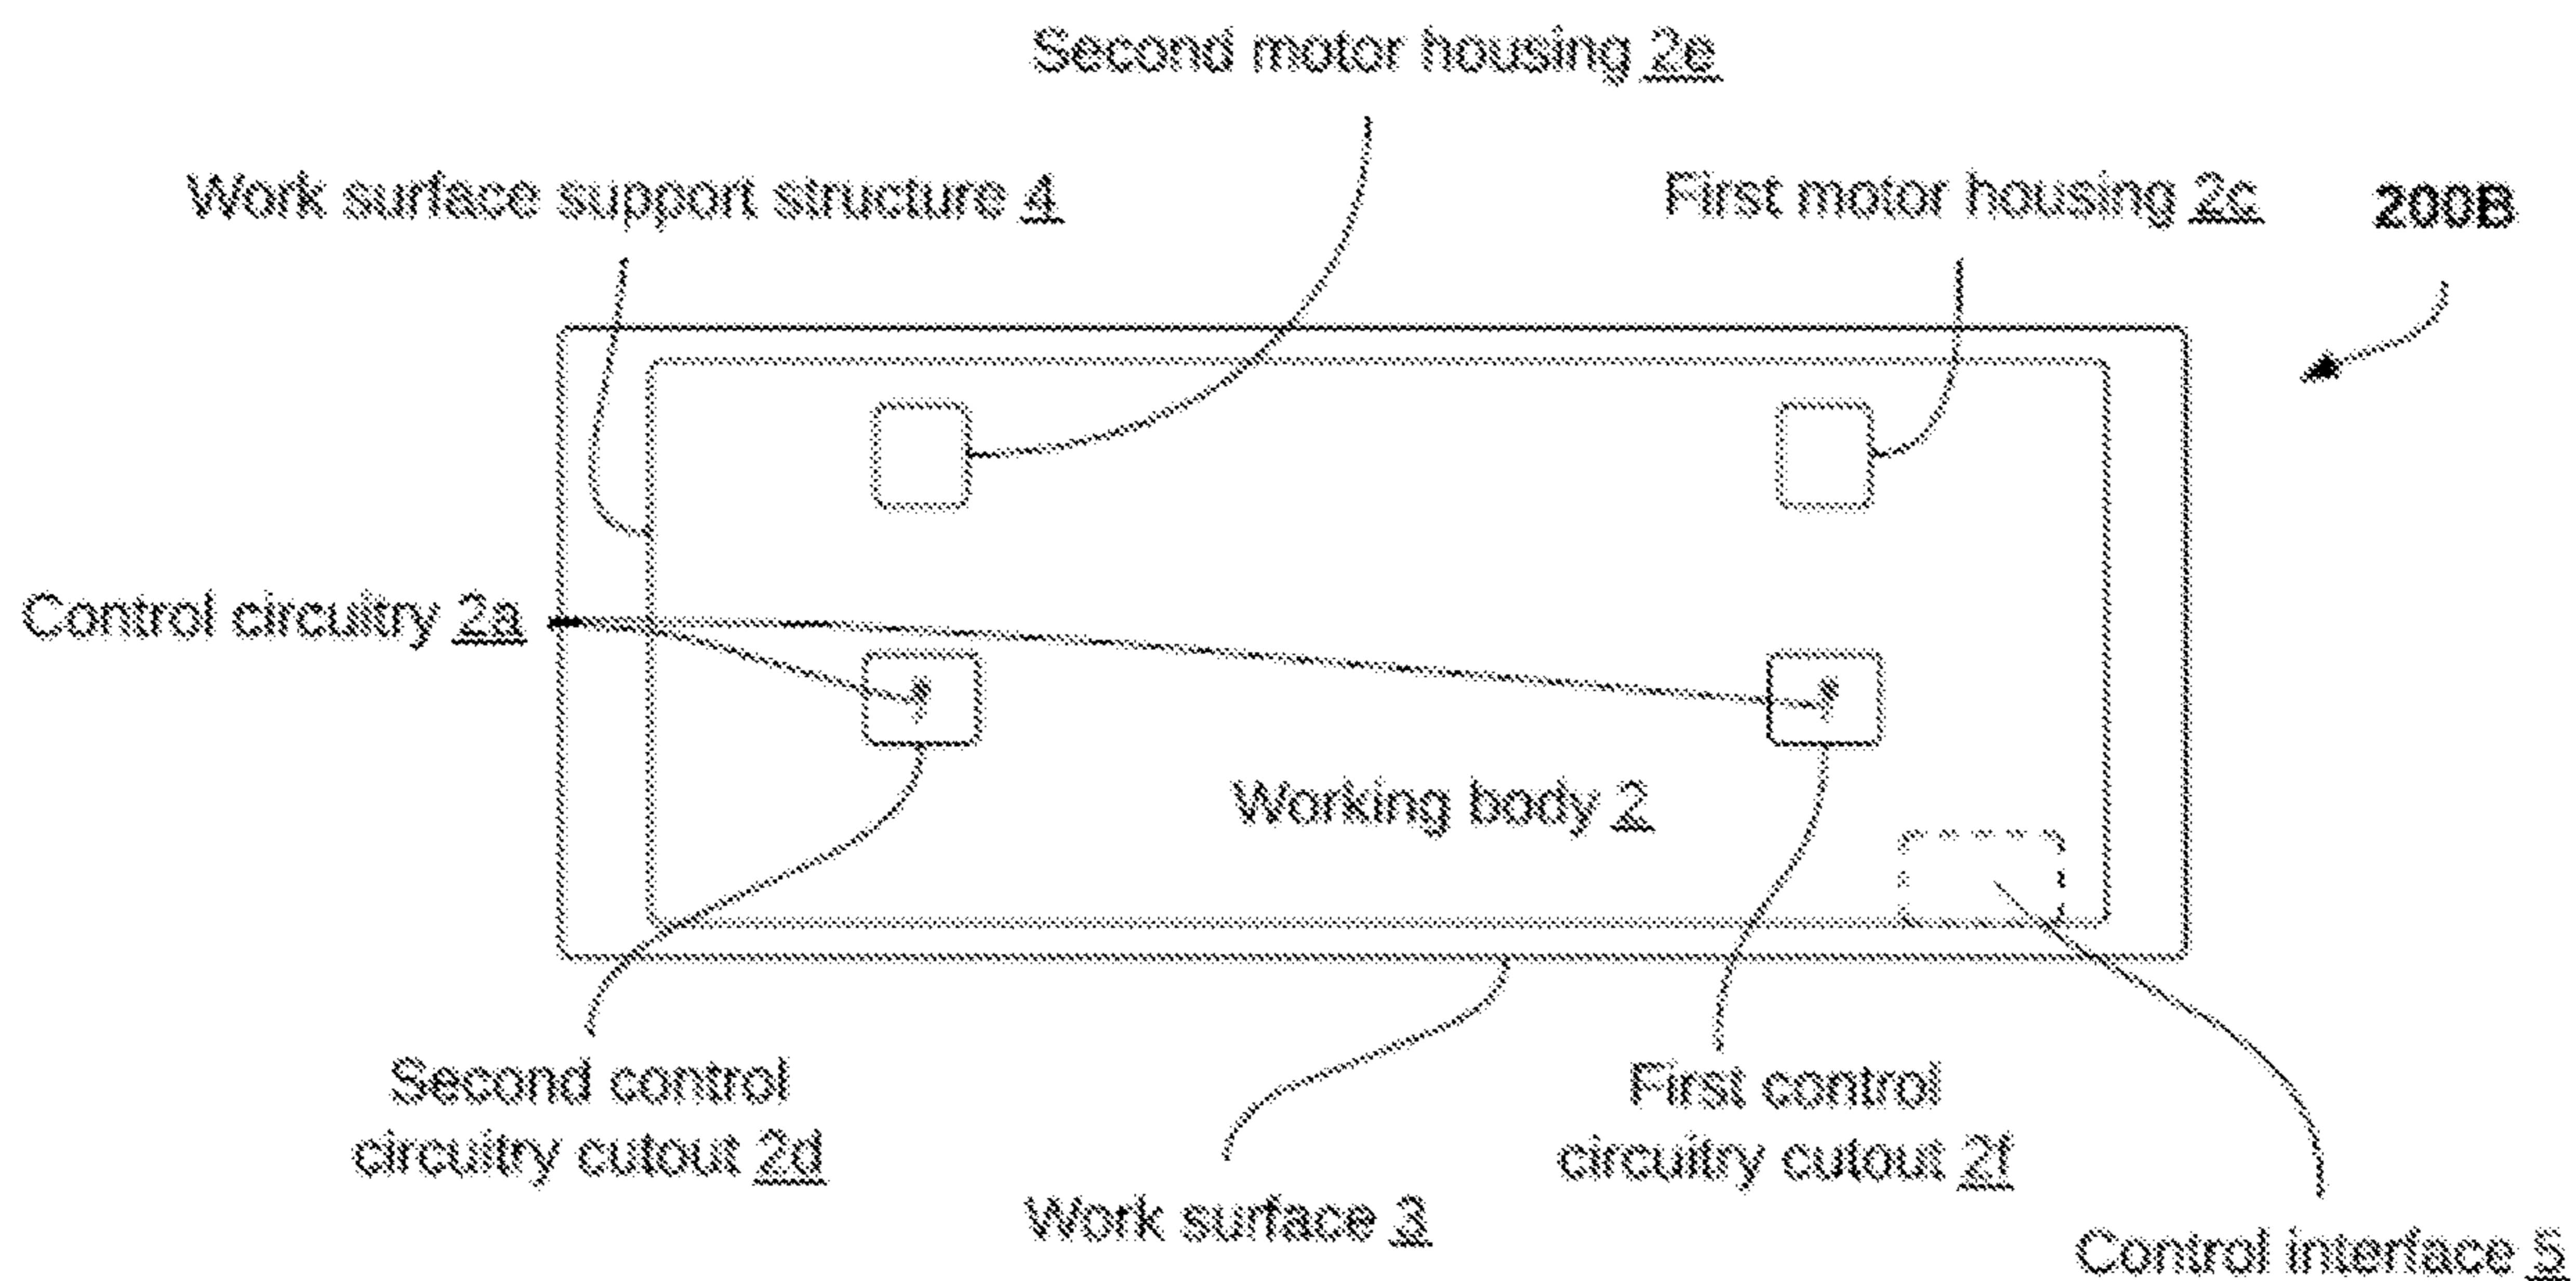 Second motor housing 2e
Work surface support structure 4
First motor housing 2c
200B
Control circuitry 2a
Working body 2
Second control
circuitry cutout 2d
First control
circuitry cutout 2f
Work surface 3
Control interface 5